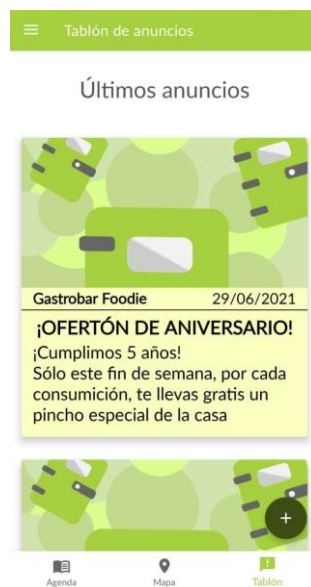 Tablón de anuncios
Últimos anuncios
Gastrobar Foodie 29/06/2021
¡OFERTÓN DE ANIVERSARIO!
¡Cumplimos 5 años!
Sólo este fin de semana, por cada
consumición, te llevas gratis un
pincho especial de la casa
Agenda Mapa Tablón